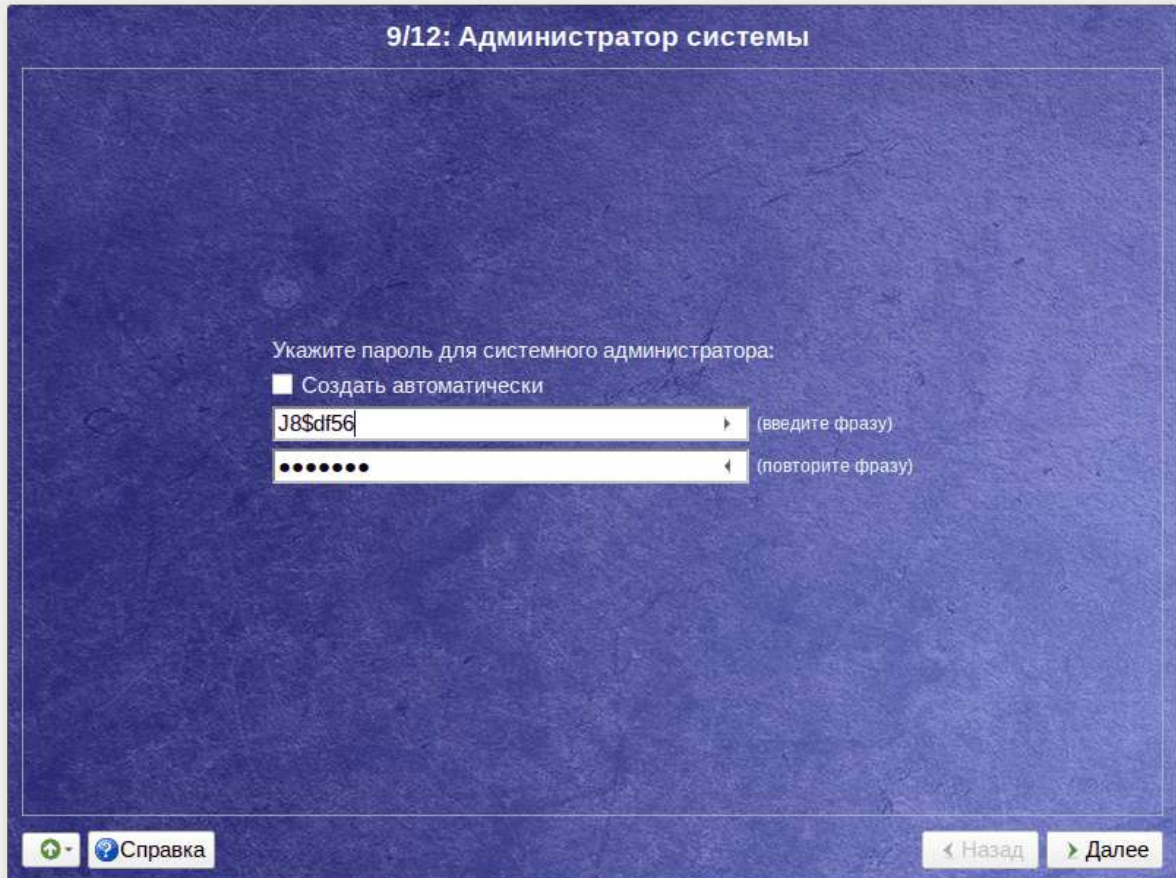 9/12: Администратор системы
Укажите пароль для системного администратора:
Создать автоматически
J8$df56 (введите фразу)
●●●●●●● (повторите фразу)
Справка
Назад
Далее